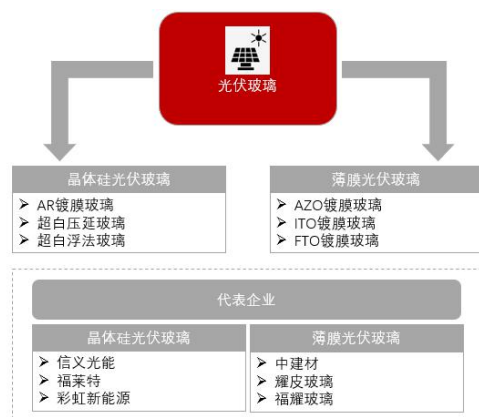 光伏玻璃
晶体硅光伏玻璃
AR镀膜玻璃
超白压延玻璃
超白浮法玻璃
薄膜光伏玻璃
AZO镀膜玻璃
ITO镀膜玻璃
FTO镀膜玻璃
代表企业
晶体硅光伏玻璃
信义光能
福莱特
彩虹新能源
薄膜光伏玻璃
中建材
耀皮玻璃
福耀玻璃